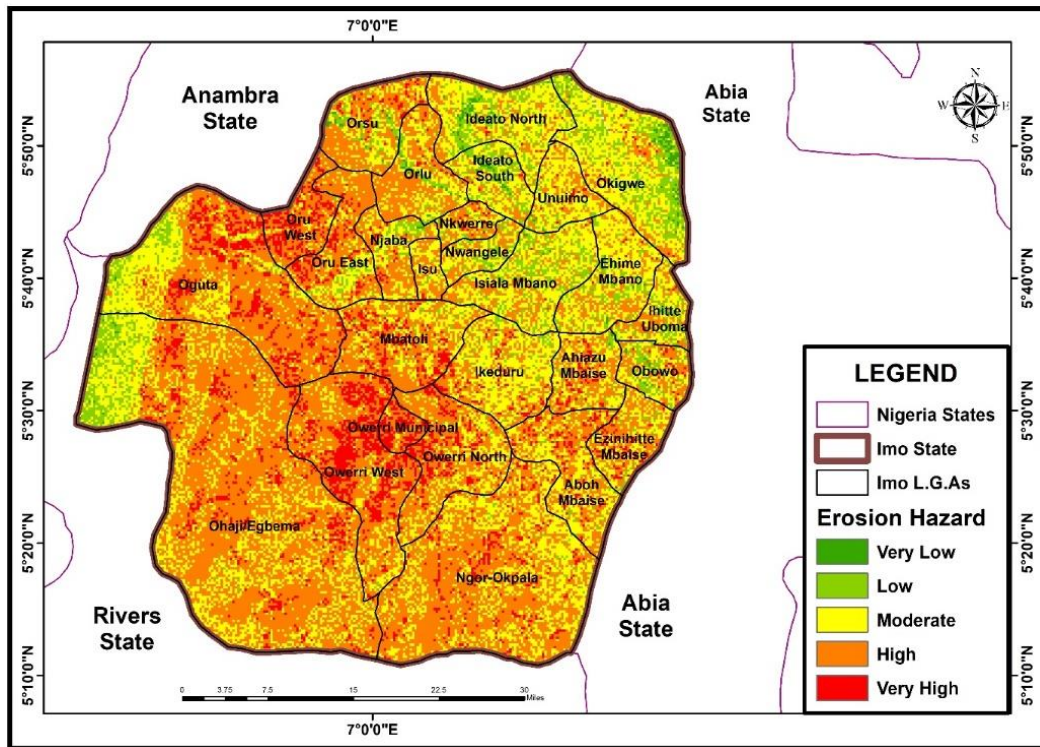 7°0'0"E
Anambra
State
Abia
State
N
W
E
S
5°50'0"N
5°50'0"N
Orsu
Ideato North
Orlu
Ideato
South
Okigwe
Unuimo
Oru
West
Nkwerre
Njaba
Nwangele
Oru East
Isu
Ehime
Mbano
5°40'0"N
5°40'0"N
Oguta
Isiala Mbano
Ihitte
Uboma
Mbatoli
Ikeduru
Ahiazu
Mbaise
Obowo
5°30'0"N
5°30'0"N
Owerri Municipal
Ezinihitte
Mbaise
Owerri West
Owerri North
Aboh
Mbaise
Ohaji/Egbema
5°20'0"N
5°20'0"N
Ngor-Okpala
Rivers
State
Abia
State
5°10'0"N
5°10'0"N
0 3.75 7.5 15 22.5 30
Miles
7°0'0"E
LEGEND
Nigeria States
Imo State
Imo L.G.As
Erosion Hazard
Very Low
Low
Moderate
High
Very High